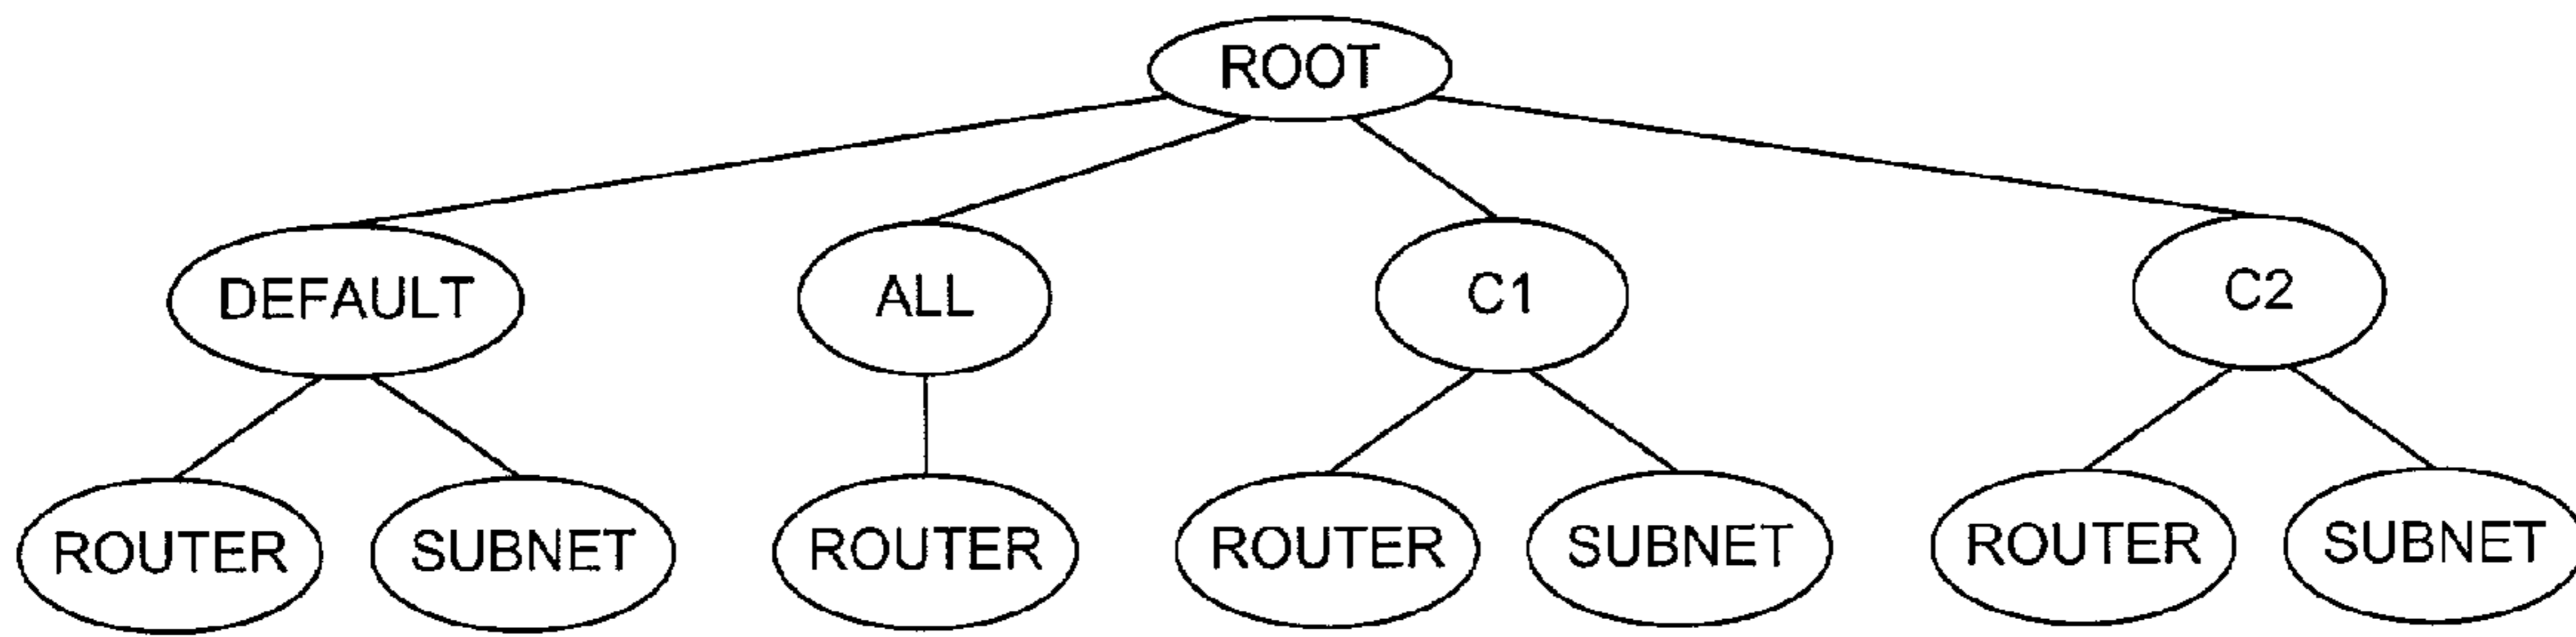 ROOT
DEFAULT
ALL
C1
C2
ROUTER
SUBNET
ROUTER
ROUTER
SUBNET
ROUTER
SUBNET